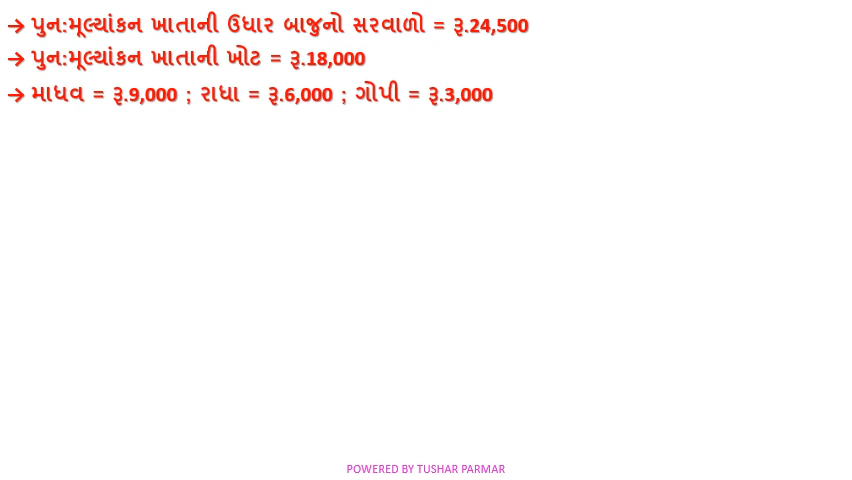 → પુન:મૂલ્યાંકન ખાતાની ઉધાર બાજુનો સરવાળો = રૂ.24,500
→ પુન:મૂલ્યાંકન ખાતાની ખોટ = રૂ.18,000
→ માધવ = રૂ.9,000 ; રાધા = રૂ.6,000 ; ગોપી = રૂ.3,000
POWERED BY TUSHAR PARMAR